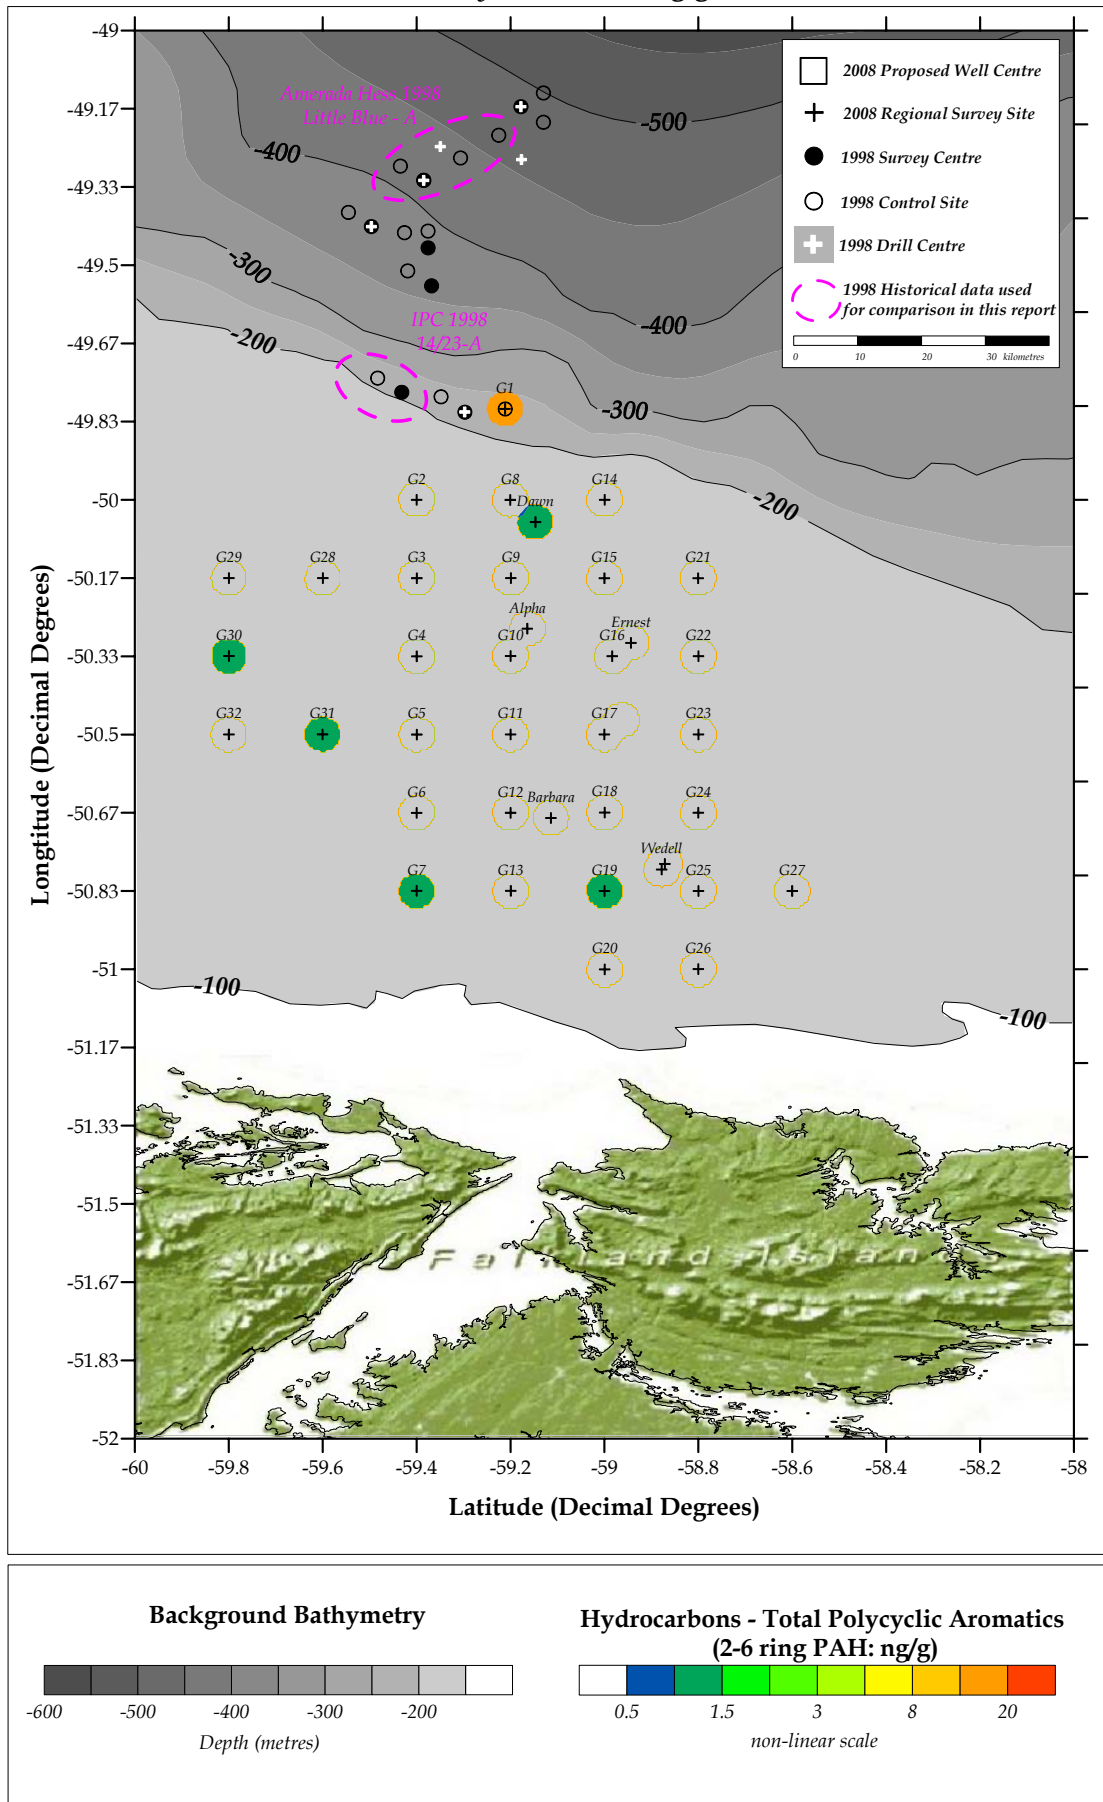 -49
-49.17
-49.33
-49.5
-49.67
-49.83
-50
-50.17
-50.33
-50.5
-50.67
-50.83
-51
-51.17
-51.33
-51.5
-51.67
-51.83
-52
Longtitude (Decimal Degrees)
2008 Proposed Well Centre
2008 Regional Survey Site
1998 Survey Centre
1998 Control Site
1998 Drill Centre
1998 Historical data used
for comparison in this report
0 10 20 30 kilometres
Amerada Hess 1998
Little Blue - A
-500
-400
-300
-400
IPC 1998
14/23-A
-200
G1
-300
G2 G8 G14
Dawn
-200
G29 G28 G3 G9 G15 G21
Alpha
Ernest
G30 G4 G10 G16 G22
G32 G31 G5 G11 G17 G23
G6 G12 Barbara G18 G24
Wedell
G7 G13 G19 G25 G27
G20 G26
-100
-100
-60 -59.8 -59.6 -59.4 -59.2 -59 -58.8 -58.6 -58.4 -58.2 -58
Latitude (Decimal Degrees)
Background Bathymetry
-600 -500 -400 -300 -200
Depth (metres)
Hydrocarbons - Total Polycyclic Aromatics
(2-6 ring PAH: ng/g)
0.5 1.5 3 8 20
non-linear scale